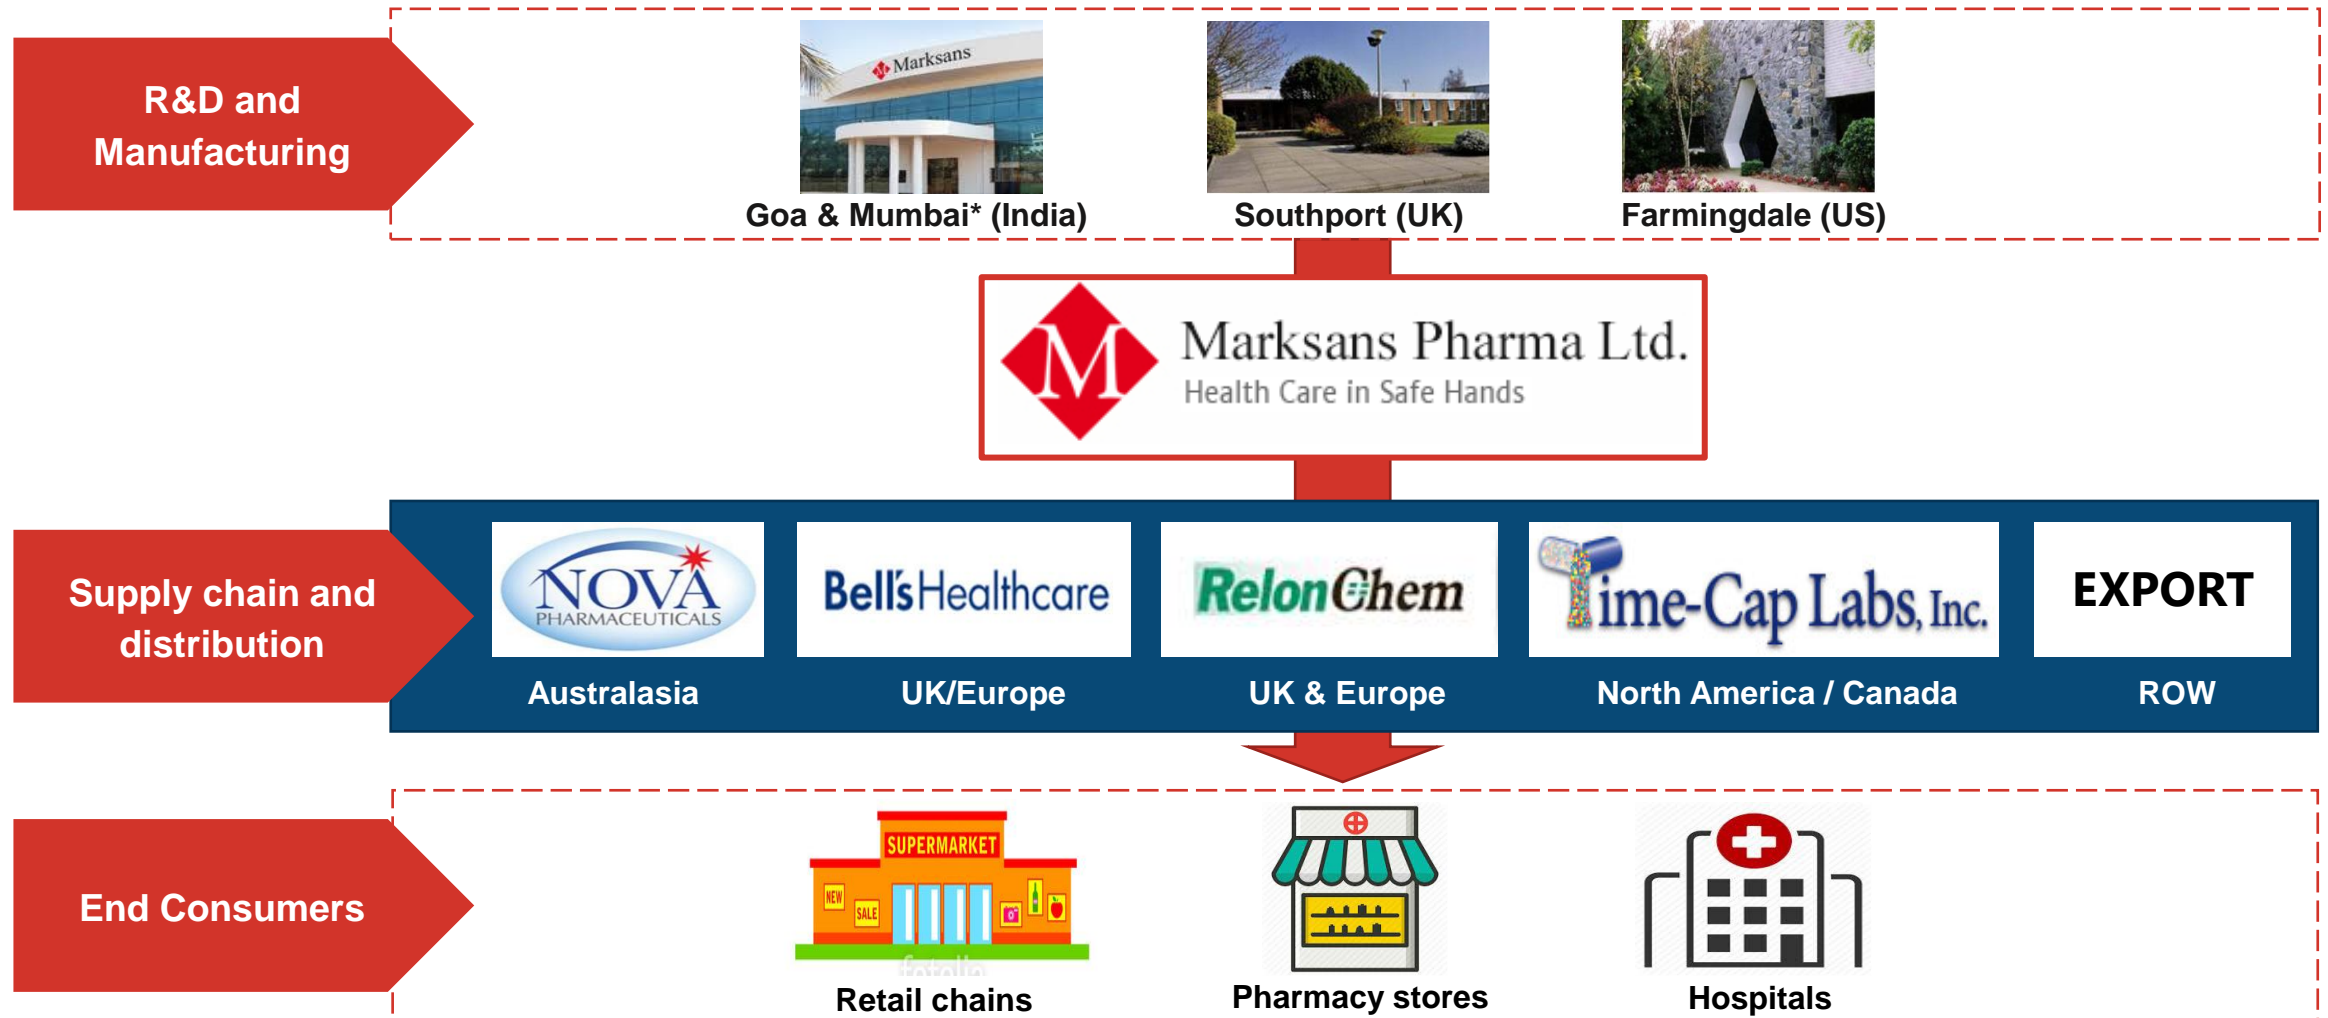 R&D and
Manufacturing
Marksans
Goa & Mumbai* (India)
Southport (UK)
Farmingdale (US)
M
Marksans Pharma Ltd.
Health Care in Safe Hands
Supply chain and
distribution
NOVA
PHARMACEUTICALS
Bell's Healthcare
RelonChem
Time-Cap Labs, Inc.
EXPORT
Australasia
UK/Europe
UK & Europe
North America / Canada
ROW
End Consumers
SUPERMARKET
NEW
SALE
fotolia
Retail chains
Pharmacy stores
Hospitals